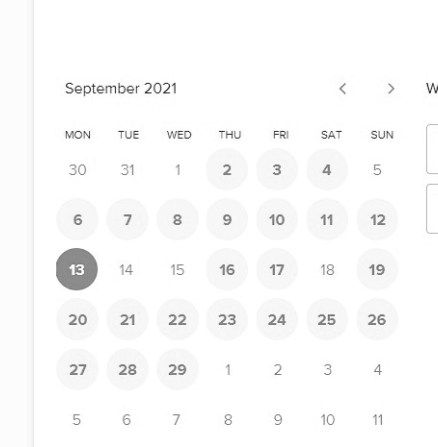 September 2021
W
MON TUE WED THU FRI SAT SUN
30 31 1 2 3 4 5
6 7 8 9 10 11 12
13 14 15 16 17 18 19
20 21 22 23 24 25 26
27 28 29 1 2 3 4
5 6 7 8 9 10 11